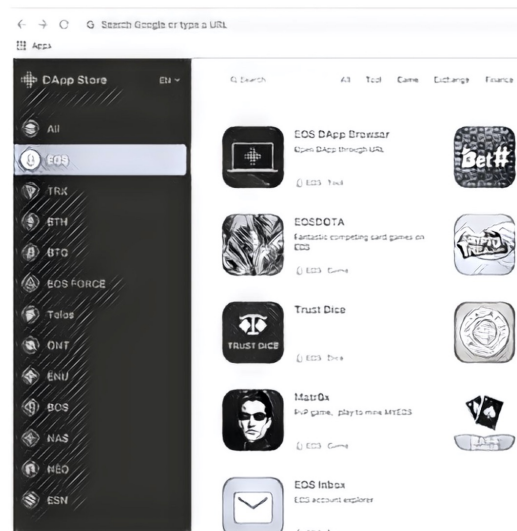 Search Google or type a URL
Apps
DApp Store
EN
Search
All Tool Game Exchange Finance
All
EOS
TRX
ETH
BTC
EOS FORCE
Telos
ONT
ENU
BOS
NAS
NEO
ESN
EOS DApp Browser
Open DApp through URL
EOS Tool
Bet#
EOSDOTA
Fantastic competing card games on
EOS
EOS Game
Trust Dice
TRUST DICE
EOS Dice
Matr0x
PvP game, play to mine MYEOS
EOS Game
EOS Inbox
EOS account explorer